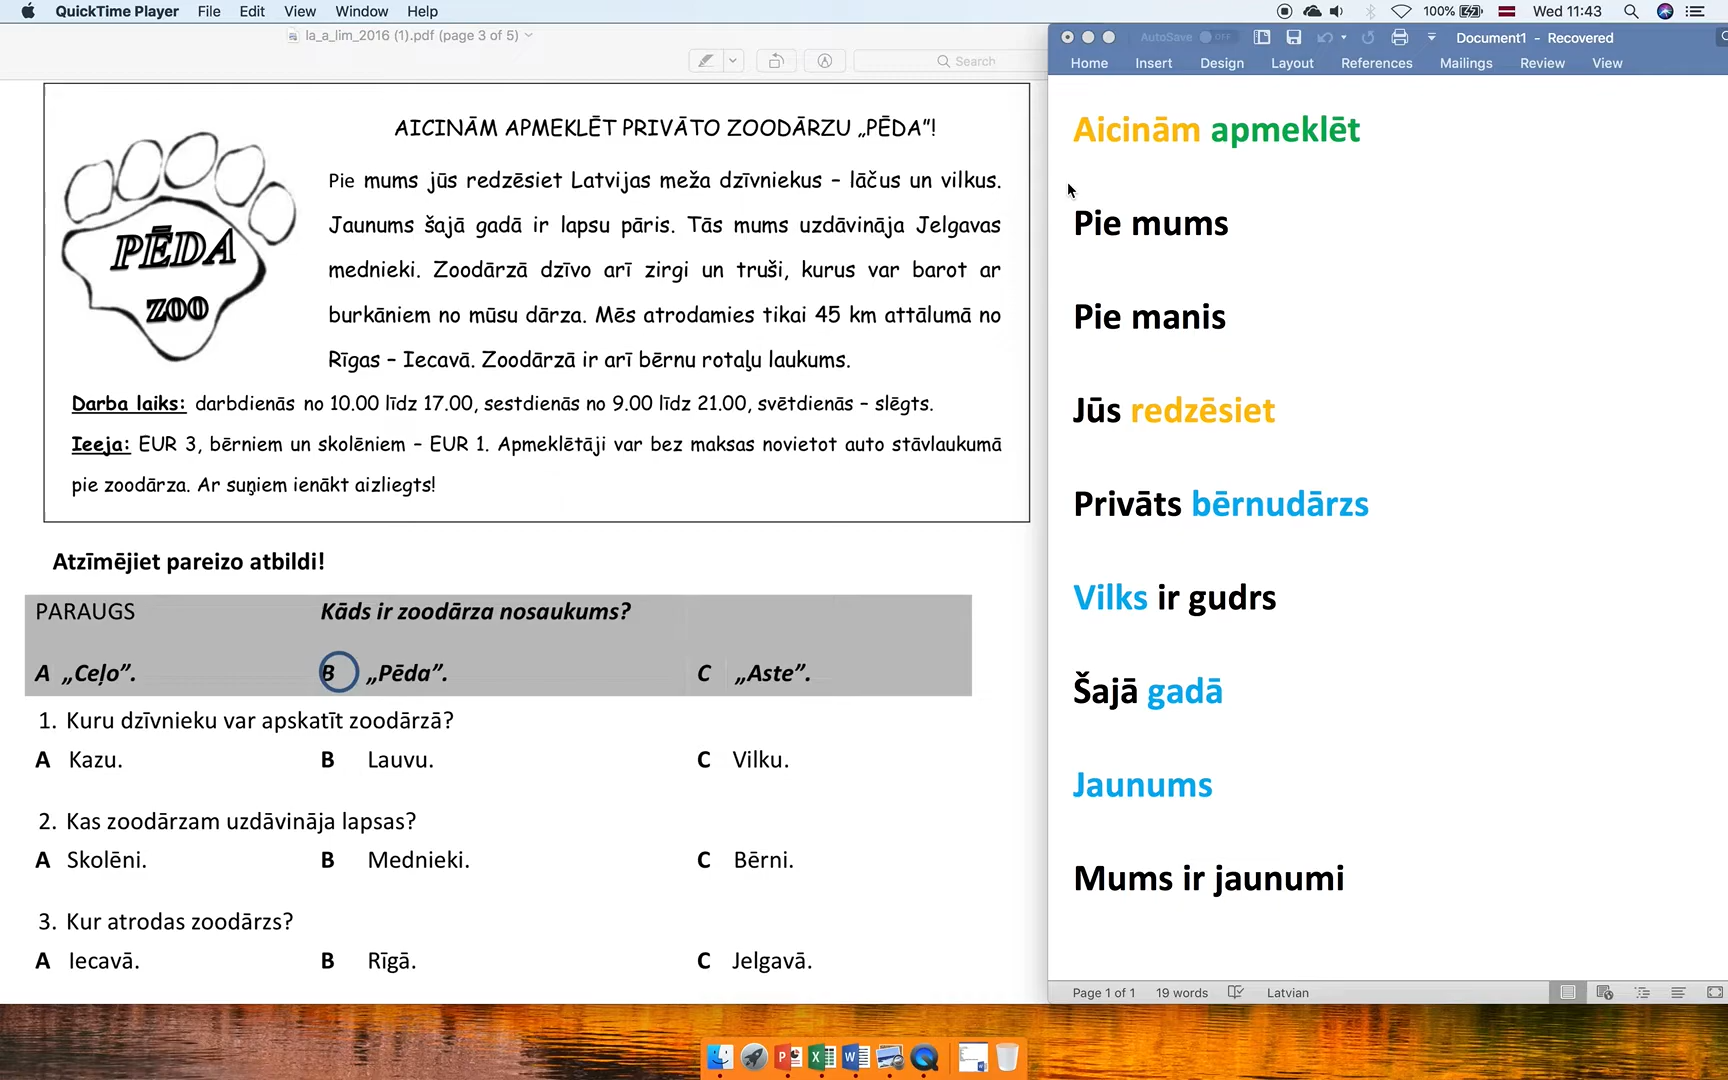 QuickTime Player File Edit View Window Help
100% Wed 11:43
la_a_lim_2016 (1).pdf (page 3 of 5)
Search
AICINĀM APMEKLĒT PRIVĀTO ZOODĀRZU „PĒDA”!
PĒDA
ZOO
Pie mums jūs redzēsiet Latvijas meža dzīvniekus – lāčus un vilkus.
Jaunums šajā gadā ir lapsu pāris. Tās mums uzdāvināja Jelgavas
mednieki. Zoodārzā dzīvo arī zirgi un truši, kurus var barot ar
burkāniem no mūsu dārza. Mēs atrodamies tikai 45 km attālumā no
Rīgas – Iecavā. Zoodārzā ir arī bērnu rotaļu laukums.
Darba laiks: darbdienās no 10.00 līdz 17.00, sestdienās no 9.00 līdz 21.00, svētdienās – slēgts.
Ieeja: EUR 3, bērniem un skolēniem – EUR 1. Apmeklētāji var bez maksas novietot auto stāvlaukumā
pie zoodārza. Ar suņiem ienākt aizliegts!
Atzīmējiet pareizo atbildi!
PARAUGS Kāds ir zoodārza nosaukums?
A „Ceļo”. B „Pēda”. C „Aste”.
1. Kuru dzīvnieku var apskatīt zoodārzā?
A Kazu. B Lauvu. C Vilku.
2. Kas zoodārzam uzdāvināja lapsas?
A Skolēni. B Mednieki. C Bērni.
3. Kur atrodas zoodārzs?
A Iecavā. B Rīgā. C Jelgavā.
AutoSave OFF Document1 - Recovered
Home Insert Design Layout References Mailings Review View
Aicinām apmeklēt
Pie mums
Pie manis
Jūs redzēsiet
Privāts bērnudārzs
Vilks ir gudrs
Šajā gadā
Jaunums
Mums ir jaunumi
Page 1 of 1 19 words Latvian